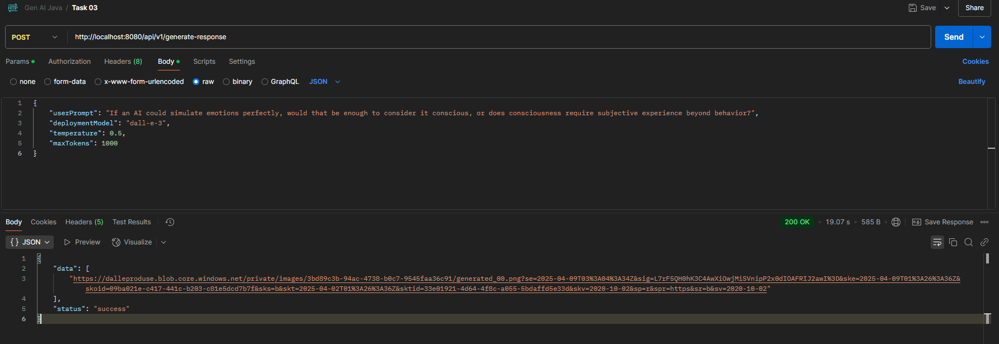 HTTP Gen AI Java / Task 03 Save Share
POST http://localhost:8080/api/v1/generate-response Send
Params Authorization Headers (8) Body Scripts Settings Cookies
none form-data x-www-form-urlencoded raw binary GraphQL JSON Beautify
1 {
2 "userPrompt": "If an AI could simulate emotions perfectly, would that be enough to consider it conscious, or does consciousness require subjective experience beyond behavior?",
3 "deploymentModel": "dall-e-3",
4 "temperature": 0.5,
5 "maxTokens": 1000
6 }
Body Cookies Headers (5) Test Results 200 OK • 19.07 s • 585 B e.g. Save Response
{} JSON Preview Visualize
1 {
2 "data": [
3 "https://dalleproduse.blob.core.windows.net/private/images/3bd89c3b-94ac-4738-b0c7-9545faa36c91/generated_00.png?se=2025-04-09T03%3A04%3A34Z&sig=L7rF5QH0hK3C4AwXiOwjMiSVnipP2x0dIOAFRIJ2awI%3D&ske=2025-04-09T01%3A26%3A36Z&
skoid=09ba021e-c417-441c-b203-c81e5dcd7b7f&sks=b&skt=2025-04-02T01%3A26%3A36Z&sktid=33e01921-4d64-4f8c-a055-5bdaffd5e33d&skv=2020-10-02&sp=r&spr=https&sr=b&sv=2020-10-02"
4 ],
5 "status": "success"
6 }